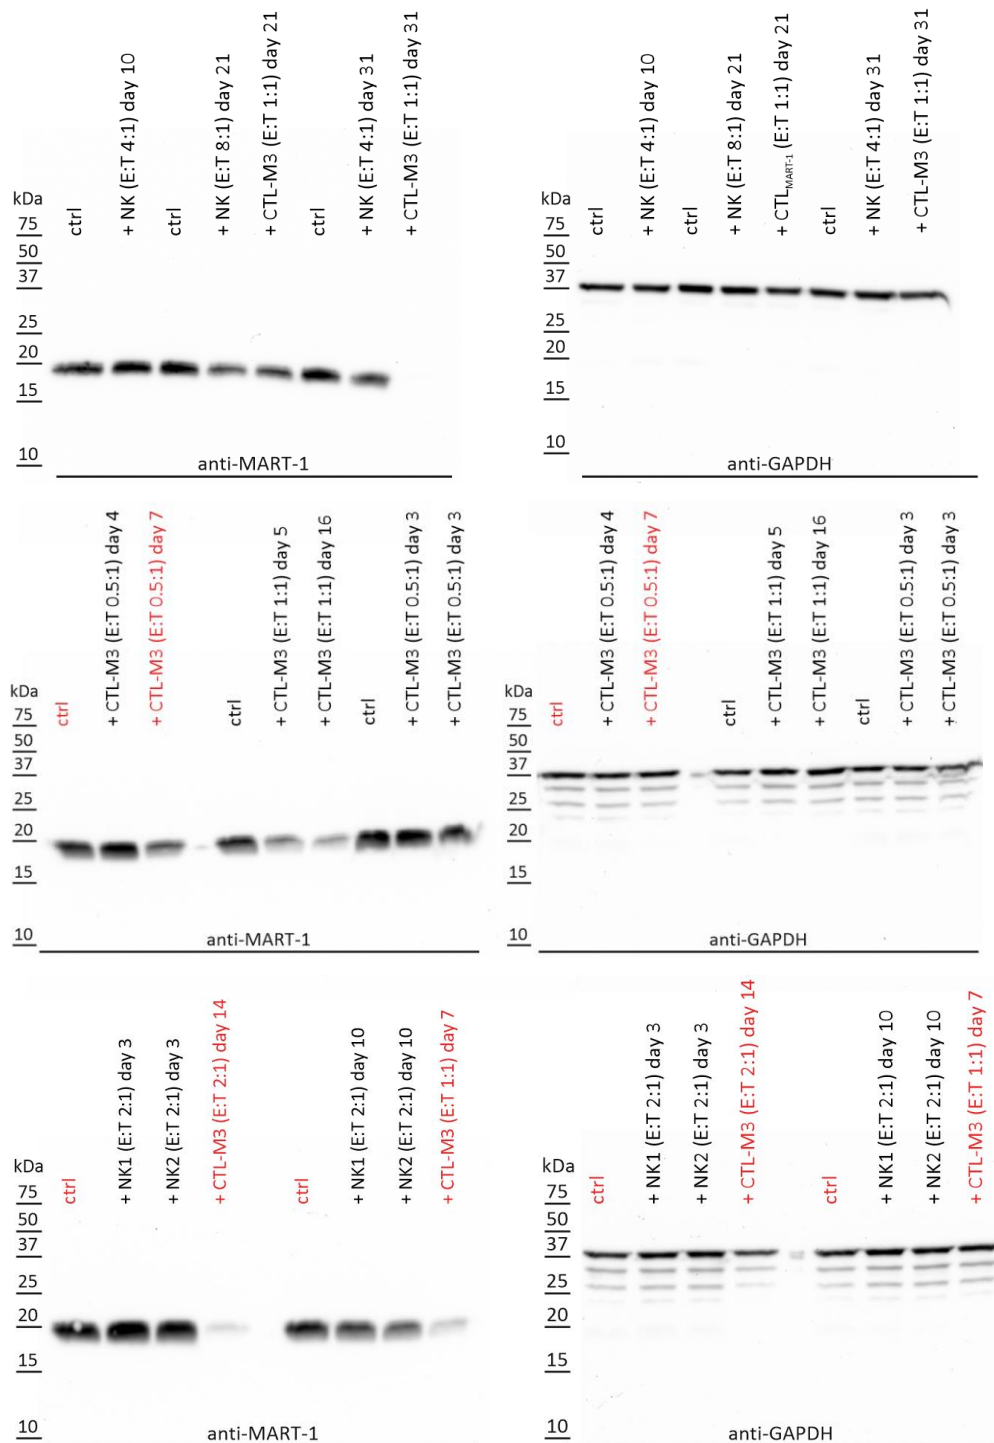 ctrl
+ NK (E:T 4:1) day 10
ctrl
+ NK (E:T 8:1) day 21
+ CTL-M3 (E:T 1:1) day 21
ctrl
+ NK (E:T 4:1) day 31
+ CTL-M3 (E:T 1:1) day 31
kDa
75
50
37
25
20
15
10
anti-MART-1
ctrl
+ NK (E:T 4:1) day 10
ctrl
+ NK (E:T 8:1) day 21
+ CTL MART-1 (E:T 1:1) day 21
ctrl
+ NK (E:T 4:1) day 31
+ CTL-M3 (E:T 1:1) day 31
kDa
75
50
37
25
20
15
10
anti-GAPDH
ctrl
+ CTL-M3 (E:T 0.5:1) day 4
+ CTL-M3 (E:T 0.5:1) day 7
ctrl
+ CTL-M3 (E:T 1:1) day 5
+ CTL-M3 (E:T 1:1) day 16
ctrl
+ CTL-M3 (E:T 0.5:1) day 3
+ CTL-M3 (E:T 0.5:1) day 3
kDa
75
50
37
25
20
15
10
anti-MART-1
ctrl
+ CTL-M3 (E:T 0.5:1) day 4
+ CTL-M3 (E:T 0.5:1) day 7
ctrl
+ CTL-M3 (E:T 1:1) day 5
+ CTL-M3 (E:T 1:1) day 16
ctrl
+ CTL-M3 (E:T 0.5:1) day 3
+ CTL-M3 (E:T 0.5:1) day 3
kDa
75
50
37
25
20
15
10
anti-GAPDH
ctrl
+ NK1 (E:T 2:1) day 3
+ NK2 (E:T 2:1) day 3
+ CTL-M3 (E:T 2:1) day 14
ctrl
+ NK1 (E:T 2:1) day 10
+ NK2 (E:T 2:1) day 10
+ CTL-M3 (E:T 1:1) day 7
kDa
75
50
37
25
20
15
10
anti-MART-1
ctrl
+ NK1 (E:T 2:1) day 3
+ NK2 (E:T 2:1) day 3
+ CTL-M3 (E:T 2:1) day 14
ctrl
+ NK1 (E:T 2:1) day 10
+ NK2 (E:T 2:1) day 10
+ CTL-M3 (E:T 1:1) day 7
kDa
75
50
37
25
20
15
10
anti-GAPDH